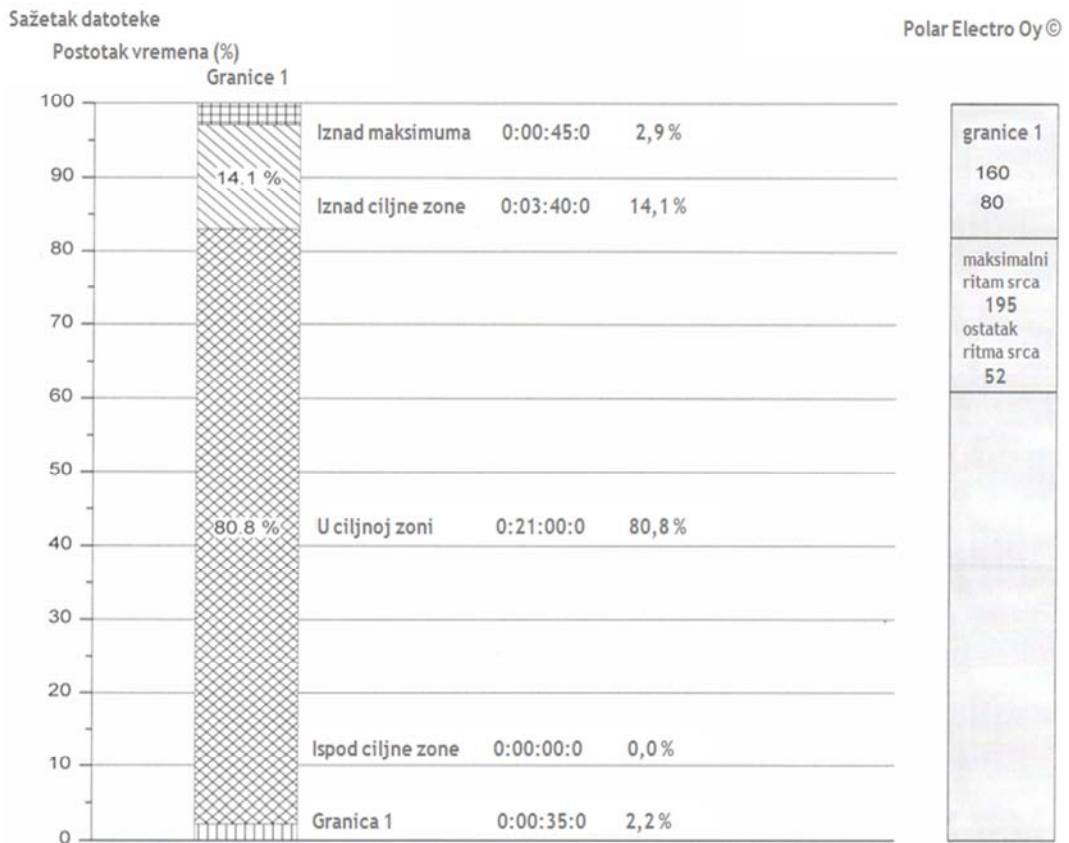 Sažetak datoteke
Polar Electro Oy ©
Postotak vremena (%)
Granice 1
100
90
80
70
60
50
40
30
20
10
0
14.1 %
80.8 %
Iznad maksimuma 0:00:45:0 2,9%
Iznad ciljne zone 0:03:40:0 14,1%
U ciljnoj zoni 0:21:00:0 80,8%
Ispod ciljne zone 0:00:00:0 0,0%
Granica 1 0:00:35:0 2,2%
granice 1
160
80
maksimalni
ritam srca
195
ostatak
ritma srca
52